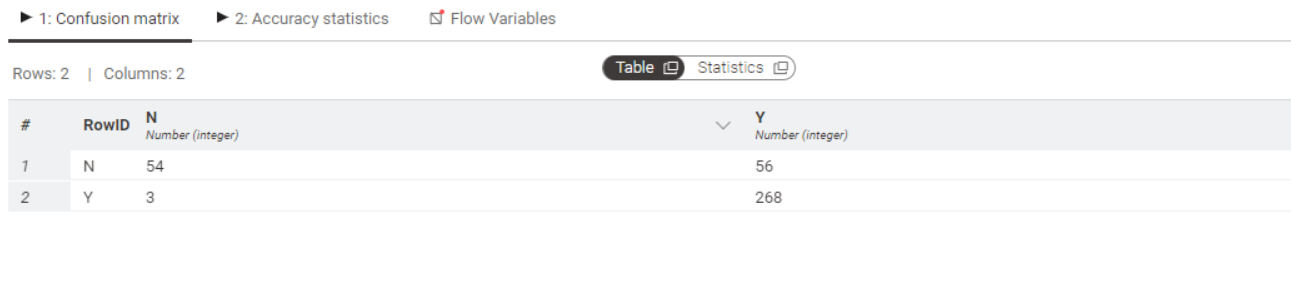 1: Confusion matrix 2: Accuracy statistics Flow Variables
Rows: 2 | Columns: 2 Table Statistics
# RowID N Y
Number (integer) Number (integer)
1 N 54 56
2 Y 3 268